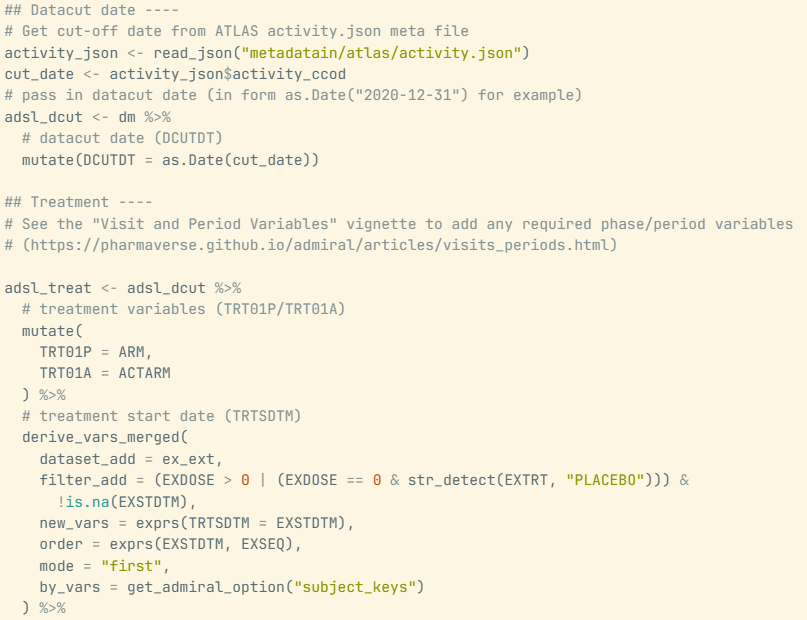 ## Datacut date ----
# Get cut-off date from ATLAS activity.json meta file
activity_json <- read_json("metadatain/atlas/activity.json")
cut_date <- activity_json$activity_ccod
# pass in datacut date (in form as.Date("2020-12-31") for example)
adsl_dcut <- dm %>%
  # datacut date (DCUTDT)
  mutate(DCUTDT = as.Date(cut_date))

## Treatment ----
# See the "Visit and Period Variables" vignette to add any required phase/period variables
# (https://pharmaverse.github.io/admiral/articles/visits_periods.html)

adsl_treat <- adsl_dcut %>%
  # treatment variables (TRT01P/TRT01A)
  mutate(
    TRT01P = ARM,
    TRT01A = ACTARM
  ) %>%
  # treatment start date (TRTSDTM)
  derive_vars_merged(
    dataset_add = ex_ext,
    filter_add = (EXDOSE > 0 | (EXDOSE == 0 & str_detect(EXTRT, "PLACEBO"))) &
      !is.na(EXSTDTM),
    new_vars = exprs(TRTSDTM = EXSTDTM),
    order = exprs(EXSTDTM, EXSEQ),
    mode = "first",
    by_vars = get_admiral_option("subject_keys")
  ) %>%